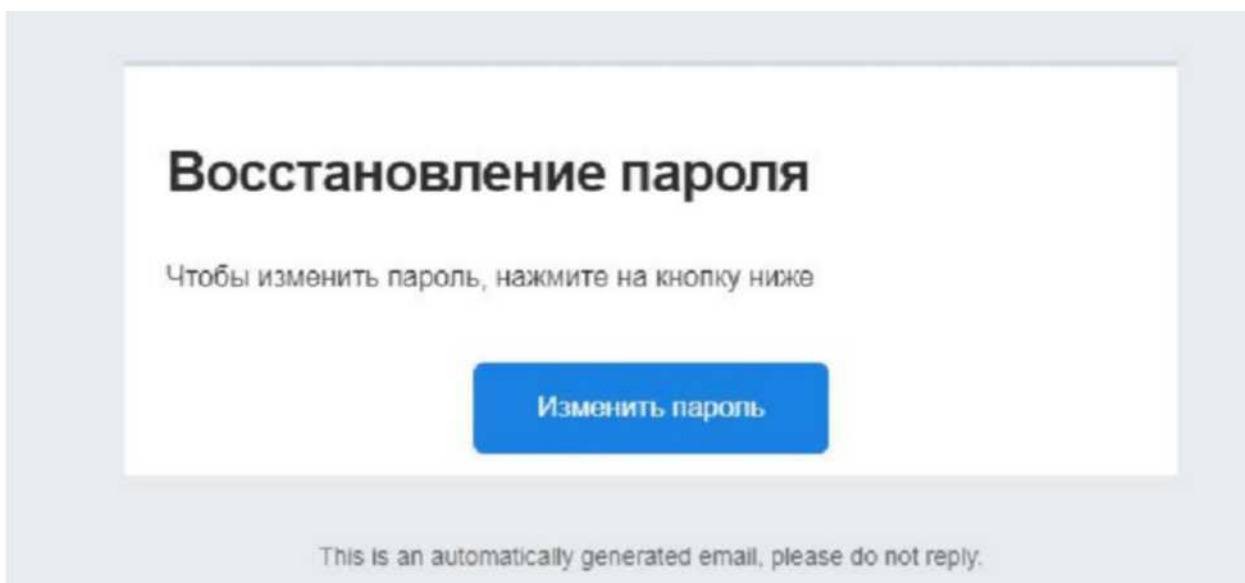 Восстановление пароля
Чтобы изменить пароль, нажмите на кнопку ниже
Изменить пароль
This is an automatically generated email, please do not reply.